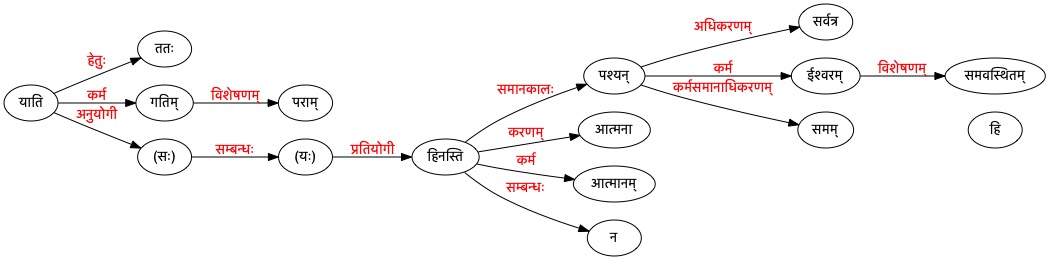 सर्वत्र
अधिकरणम्
ततः
हेतुः
पश्यन्
कर्म
ईश्वरम्
विशेषणम्
समवस्थितम्
याति
कर्म
गतिम्
विशेषणम्
पराम्
समानकालः
कर्मसमानाधिकरणम्
अनुयोगी
करणम्
आत्मना
समम्
हि
(सः)
सम्बन्धः
(यः)
प्रतियोगी
हिनस्ति
कर्म
आत्मानम्
सम्बन्धः
न